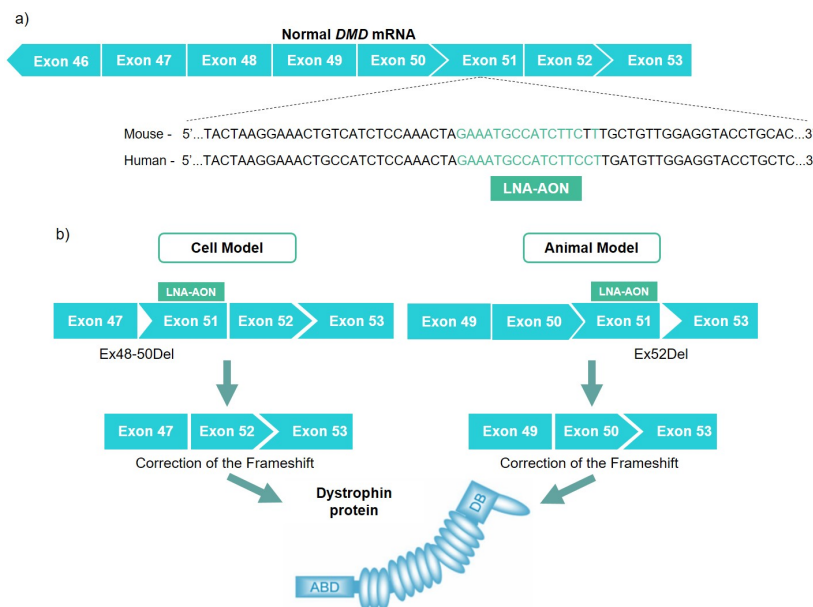 a)
Normal DMD mRNA
Exon 46 Exon 47 Exon 48 Exon 49 Exon 50 Exon 51 Exon 52 Exon 53
Mouse - 5'...TACTAAGGAAACTGTCATCTCCAAACTAGAAATGCCATCTTCTTTGCTGTTGGAGGTACCTGCAC...3
Human - 5'...TACTAAGGAAACTGCCATCTCCAAACTAGAAATGCCATCTTCCTTGATGTTGGAGGTACCTGCTC...3
LNA-AON
b)
Cell Model Animal Model
LNA-AON LNA-AON
Exon 47 Exon 51 Exon 52 Exon 53 Exon 49 Exon 50 Exon 51 Exon 53
Ex48-50Del Ex52Del
Exon 47 Exon 52 Exon 53 Exon 49 Exon 50 Exon 53
Correction of the Frameshift Correction of the Frameshift
Dystrophin
protein
DB
ABD